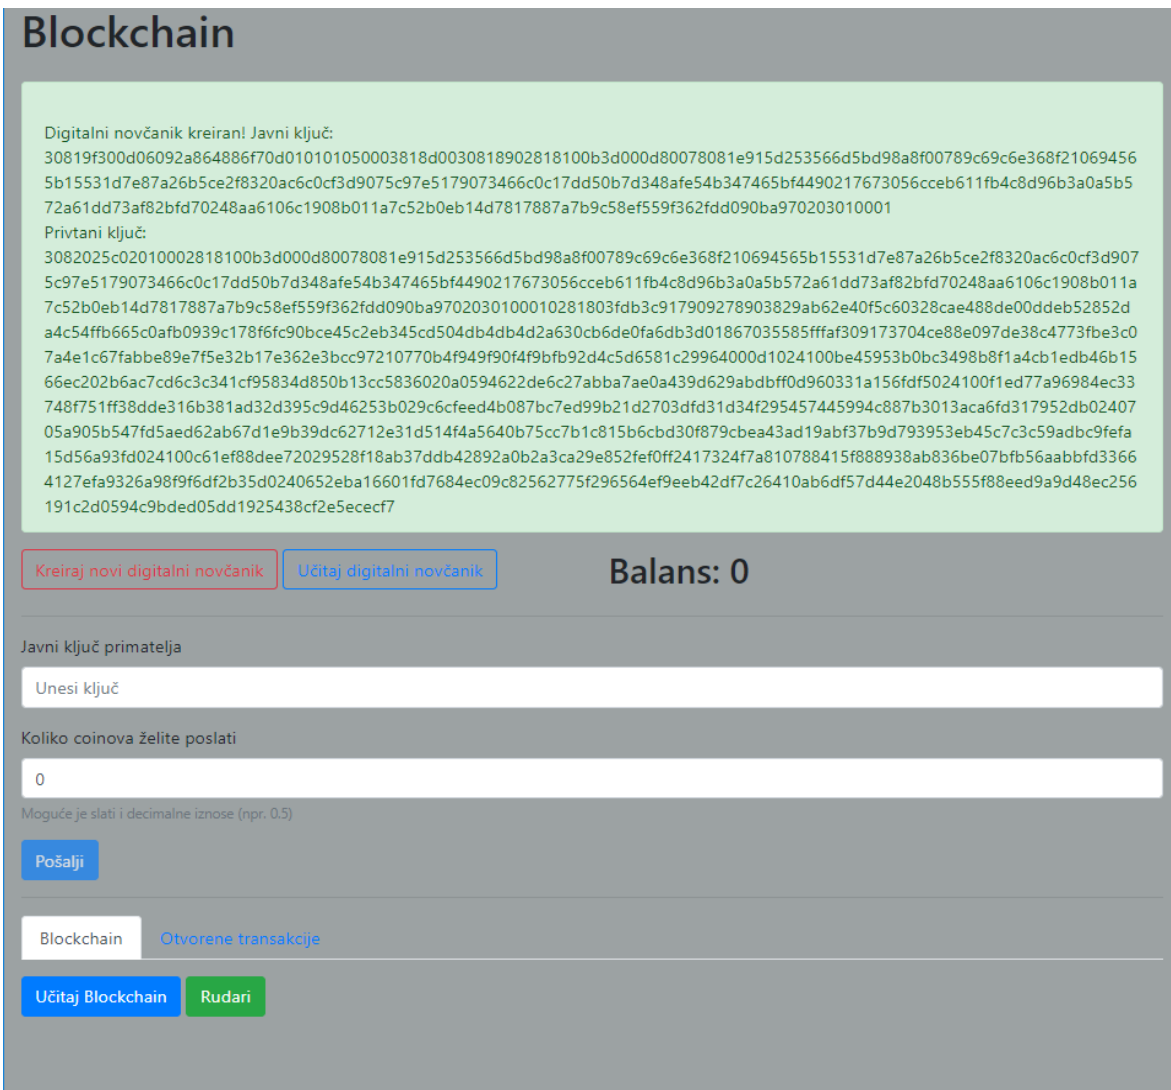 Blockchain
Digitalni novčanik kreiran! Javni ključ:
30819f300d06092a864886f70d010101050003818d0030818902818100b3d000d80078081e915d253566d5bd98a8f00789c69c6e368f21069456
5b15531d7e87a26b5ce2f8320ac6c0cf3d9075c97e5179073466c0c17dd50b7d348afe54b347465bf4490217673056cceb611fb4c8d96b3a0a5b5
72a61dd73af82bfd70248aa6106c1908b011a7c52b0eb14d7817887a7b9c58ef559f362fdd090ba970203010001
Privtani ključ:
3082025c02010002818100b3d000d80078081e915d253566d5bd98a8f00789c69c6e368f210694565b15531d7e87a26b5ce2f8320ac6c0cf3d907
5c97e5179073466c0c17dd50b7d348afe54b347465bf4490217673056cceb611fb4c8d96b3a0a5b572a61dd73af82bfd70248aa6106c1908b011a
7c52b0eb14d7817887a7b9c58ef559f362fdd090ba9702030100010281803fdb3c917909278903829ab62e40f5c60328cae488de00ddeb52852d
a4c54ffb665c0afb0939c178f6fc90bce45c2eb345cd504db4db4d2a630cb6de0fa6db3d01867035585fffaf309173704ce88e097de38c4773fbe3c0
7a4e1c67fabbe89e7f5e32b17e362e3bcc97210770b4f949f90f4f9bfb92d4c5d6581c29964000d1024100be45953b0bc3498b8f1a4cb1edb46b15
66ec202b6ac7cd6c3c341cf95834d850b13cc5836020a0594622de6c27abba7ae0a439d629abdbff0d960331a156fdf5024100f1ed77a96984ec33
748f751ff38dde316b381ad32d395c9d46253b029c6cfeed4b087bc7ed99b21d2703dfd31d34f295457445994c887b3013aca6fd317952db02407
05a905b547fd5aed62ab67d1e9b39dc62712e31d514f4a5640b75cc7b1c815b6cbd30f879cbea43ad19abf37b9d793953eb45c7c3c59adbc9fefa
15d56a93fd024100c61ef88dee72029528f18ab37ddb42892a0b2a3ca29e852fef0ff2417324f7a810788415f888938ab836be07bfb56aabbfd33664
4127efa9326a98f9f6df2b35d0240652eba16601fd7684ec09c82562775f296564ef9eeb42df7c26410ab6df57d44e2048b555f88eed9a9d48ec256
191c2d0594c9bded05dd1925438cf2e5ececf7
Kreiraj novi digitalni novčanik Učitaj digitalni novčanik Balans: 0
Javni ključ primatelja
Unesi ključ
Koliko coinova želite poslati
0
Moguće je slati i decimalne iznose (npr. 0.5)
Pošalji
Blockchain Otvorene transakcije
Učitaj Blockchain Rudari